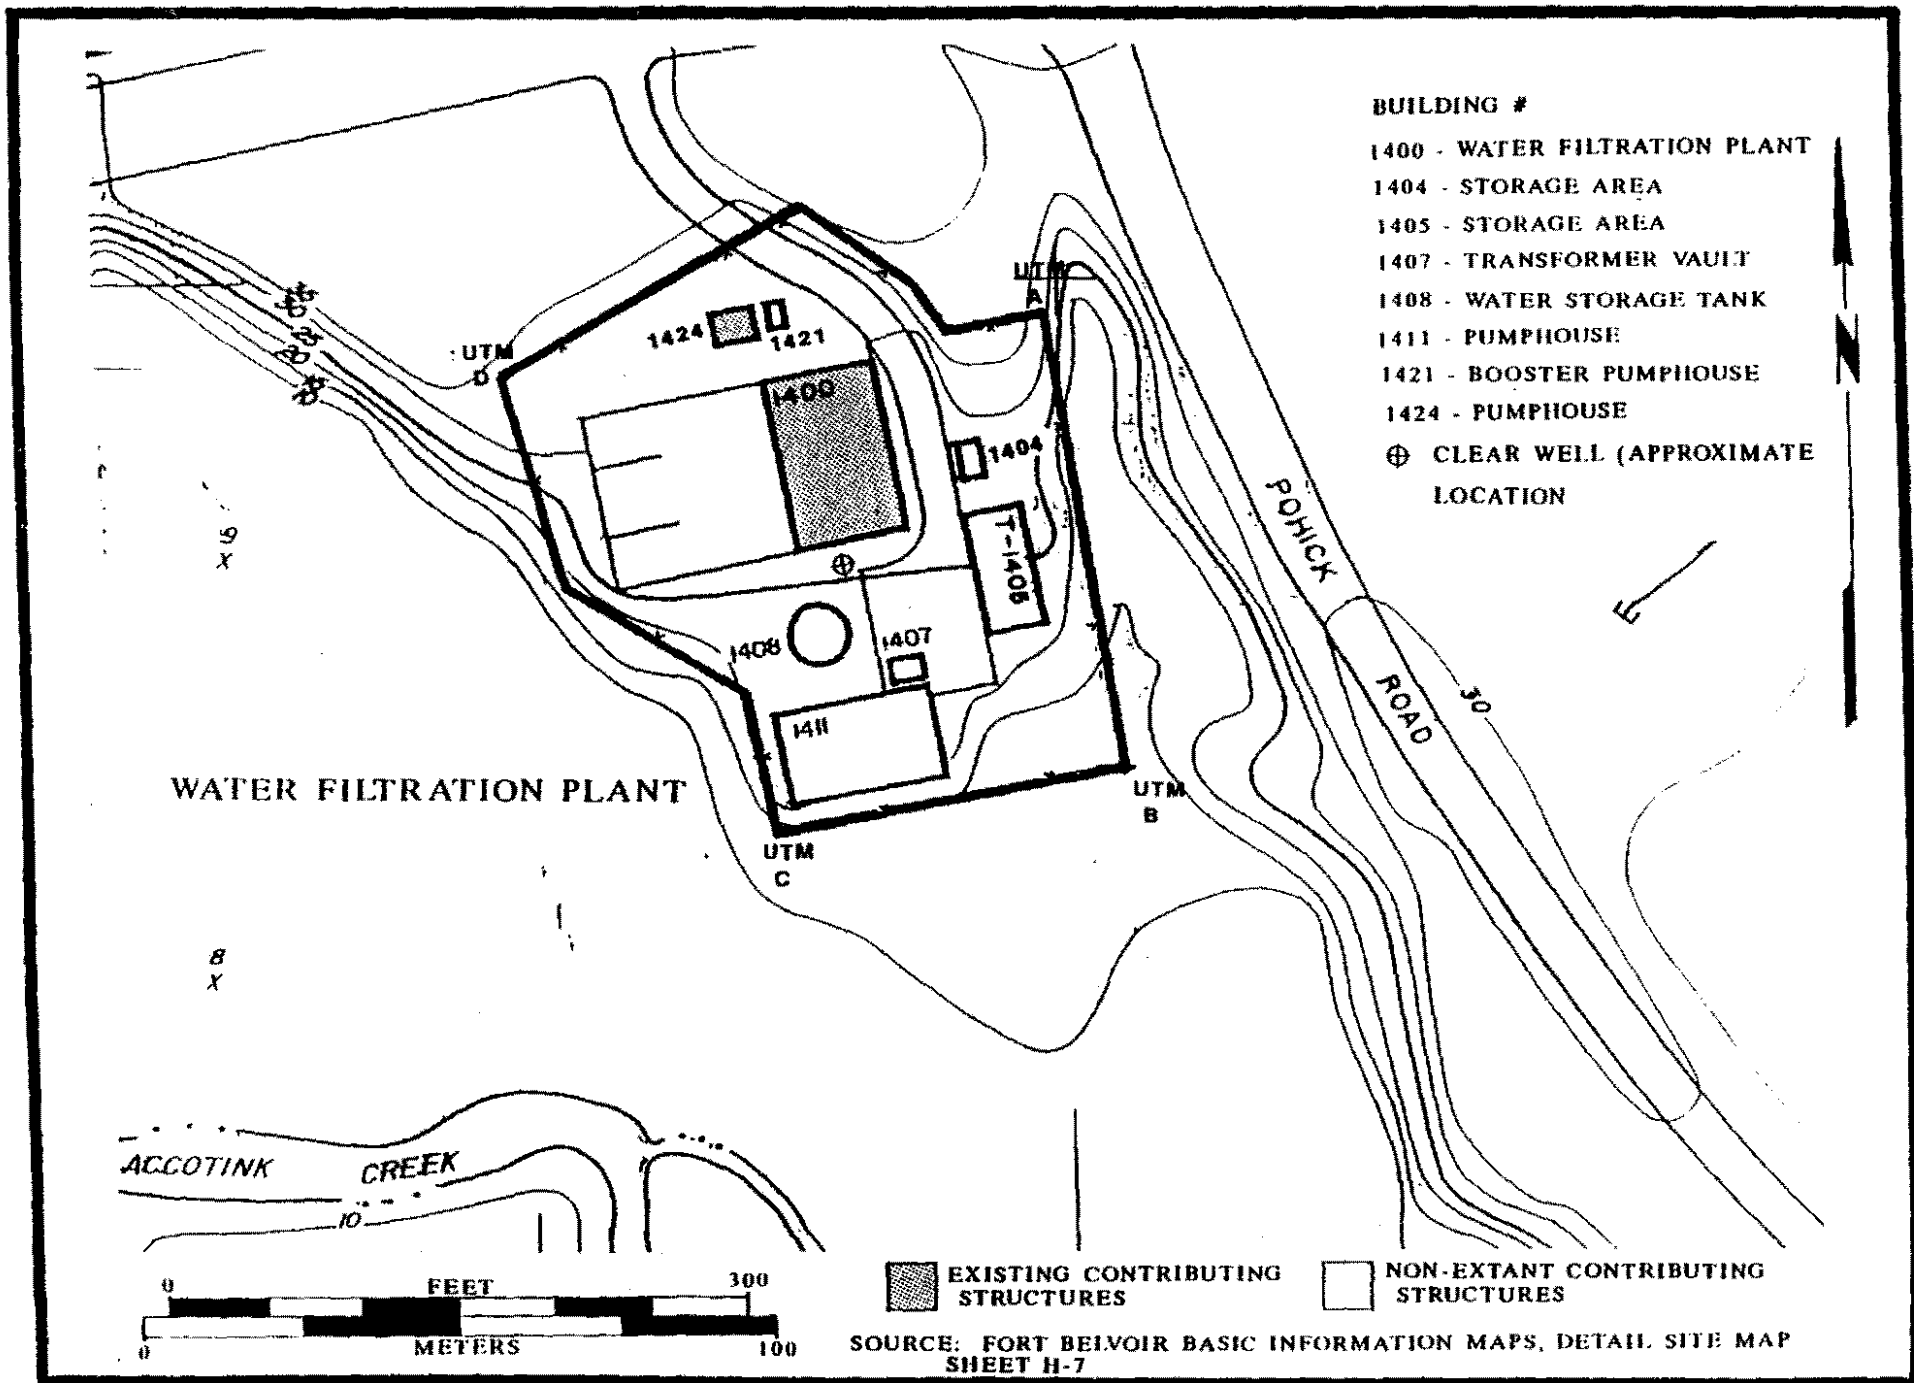 BUILDING #
1400 - WATER FILTRATION PLANT
1404 - STORAGE AREA
1405 - STORAGE AREA
1407 - TRANSFORMER VAULT
1408 - WATER STORAGE TANK
1411 - PUMPHOUSE
1421 - BOOSTER PUMPHOUSE
1424 - PUMPHOUSE
⊕ CLEAR WELL (APPROXIMATE
LOCATION
N
UTM
A
1424
1421
UTM
D
1400
1404
T-1405
POHICK
ROAD
30
E
9
X
1408
1407
1411
WATER FILTRATION PLANT
UTM
B
UTM
C
8
X
ACCOTINK CREEK
10
0 FEET 300
0 METERS 100
EXISTING CONTRIBUTING
STRUCTURES
NON-EXTANT CONTRIBUTING
STRUCTURES
SOURCE: FORT BELVOIR BASIC INFORMATION MAPS, DETAIL SITE MAP
SHEET H-7